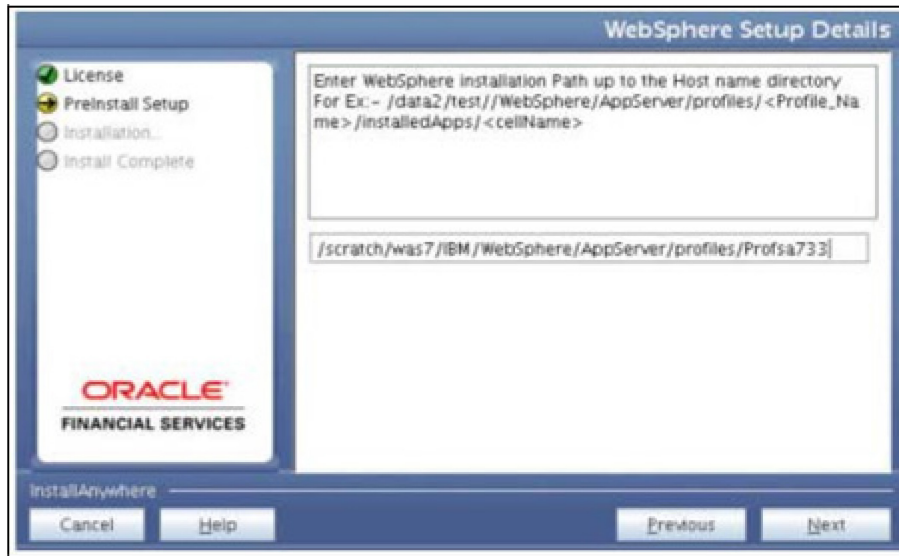 WebSphere Setup Details
License
Preinstall Setup
Installation...
Install Complete
Enter WebSphere installation Path up to the Host name directory
For Ex:- /data2/test//WebSphere/AppServer/profiles/<Profile_Na
me>/installedApps/<cellName>
/scratch/was7/IBM/WebSphere/AppServer/profiles/Profsa733
ORACLE
FINANCIAL SERVICES
InstallAnywhere
Cancel
Help
Previous
Next